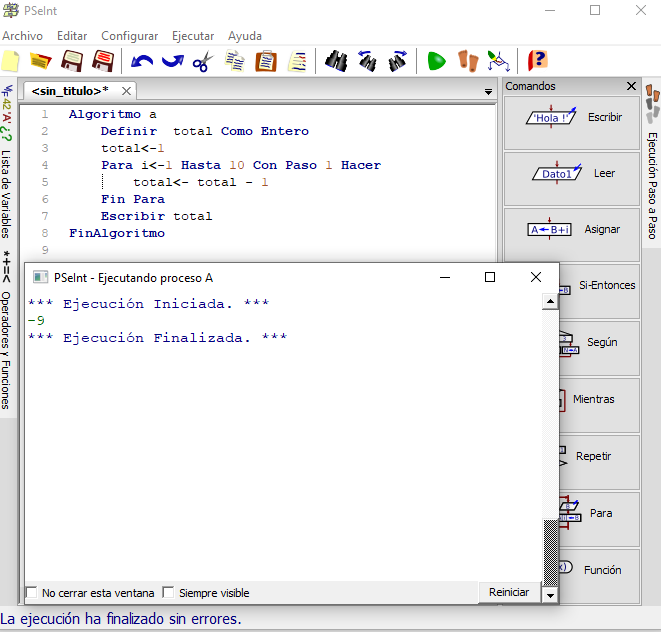 PSeInt
Archivo Editar Configurar Ejecutar Ayuda
<sin_titulo>*
1 Algoritmo a
2 Definir total Como Entero
3 total<-1
4 Para i<-1 Hasta 10 Con Paso 1 Hacer
5 total<- total - 1
6 Fin Para
7 Escribir total
8 FinAlgoritmo
9
Lista de Variables
*+=< Operadores y Funciones
PSeInt - Ejecutando proceso A
*** Ejecución Iniciada. ***
-9
*** Ejecución Finalizada. ***
No cerrar esta ventana
Siempre visible
Reiniciar
Comandos
'Hola !' Escribir
Dato1 Leer
A←B+i Asignar
Si-Entonces
Según
Mientras
Repetir
Para
Función
Ejecución Paso a Paso
La ejecución ha finalizado sin errores.